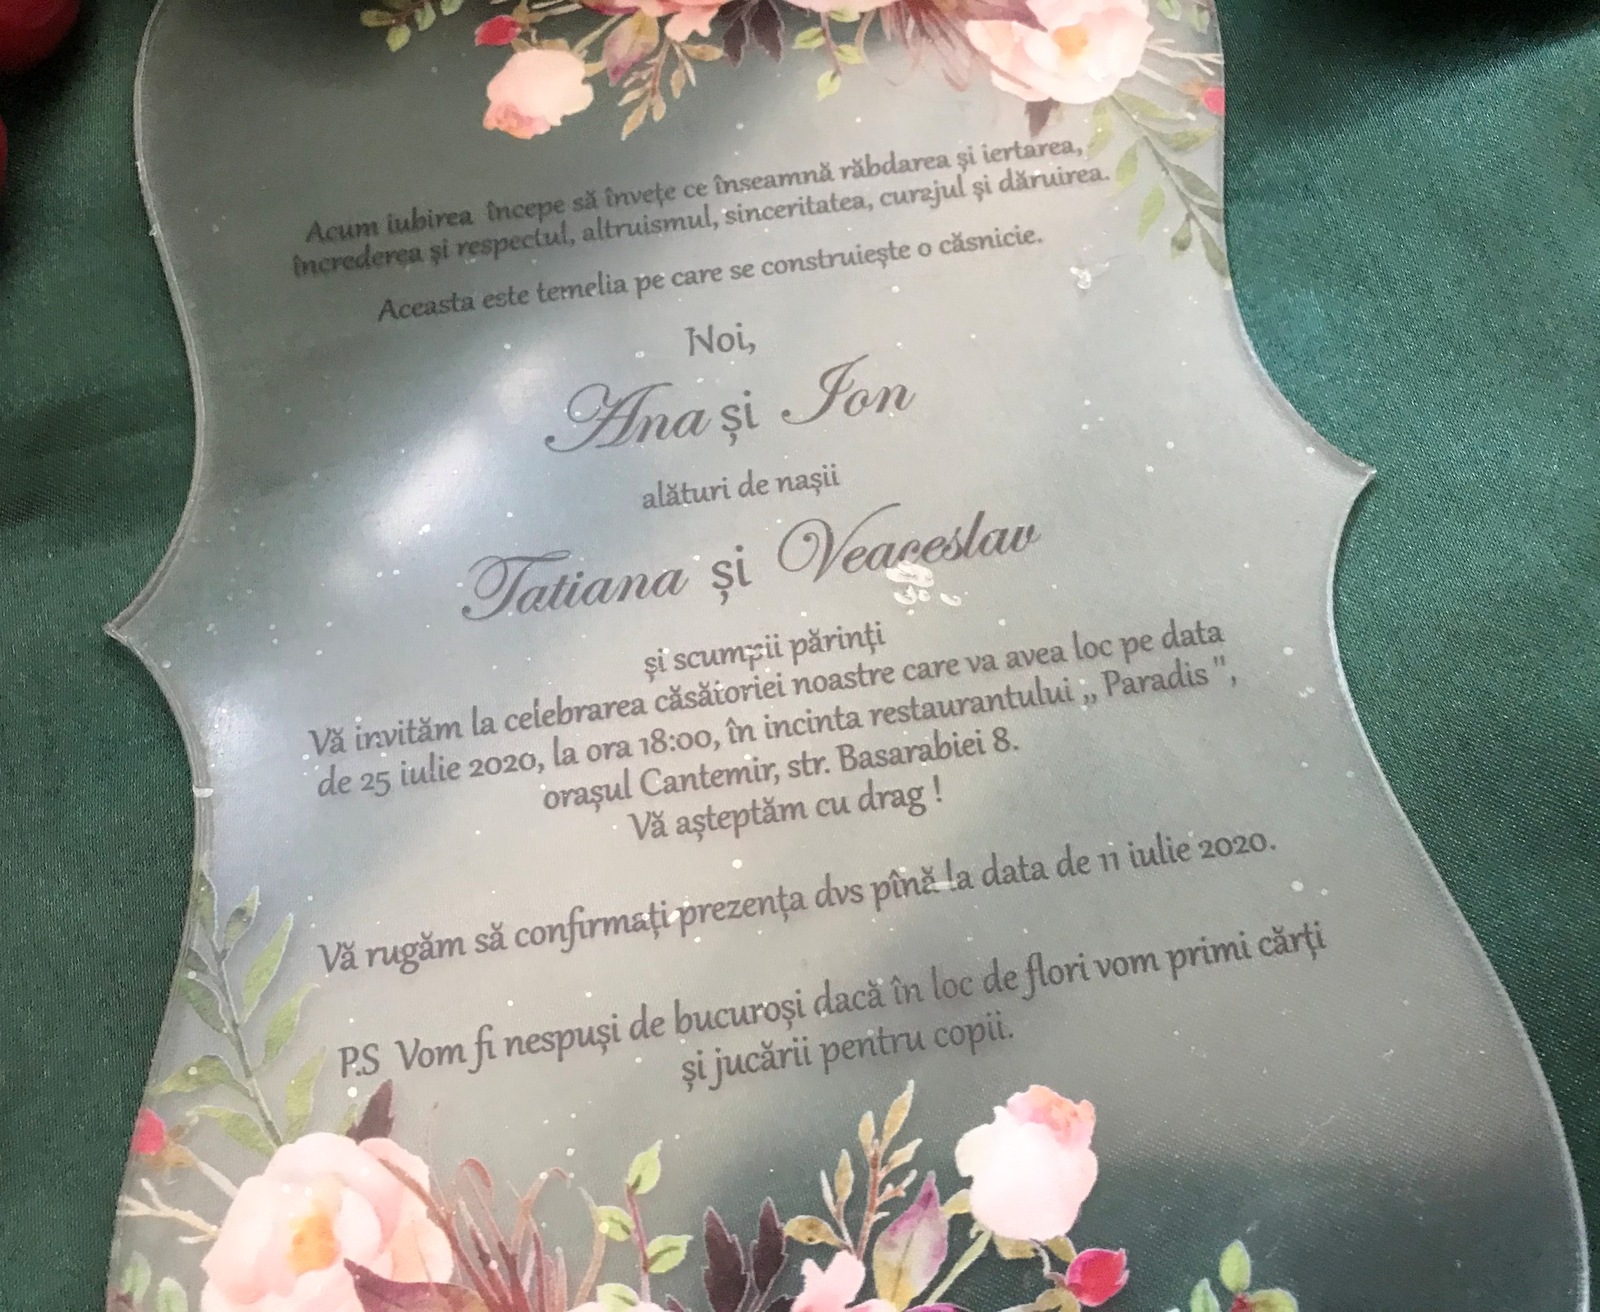 Acum iubirea începe să învețe ce înseamnă răbdarea și iertarea,
încrederea și respectul, altruismul, sinceritatea, curajul și dăruirea.
Aceasta este temelia pe care se construiește o căsnicie.
Noi,
Ana și Ion
alături de nașii
Tatiana și Veaceslav
și scumpii părinți
Vă invităm la celebrarea căsătoriei noastre care va avea loc pe data
de 25 iulie 2020, la ora 18:00, în incinta restaurantului ,, Paradis ",
orașul Cantemir, str. Basarabiei 8.
Vă așteptăm cu drag !
Vă rugăm să confirmați prezența dvs pînă la data de 11 iulie 2020.
P.S Vom fi nespuși de bucuroși dacă în loc de flori vom primi cărți
și jucării pentru copii.